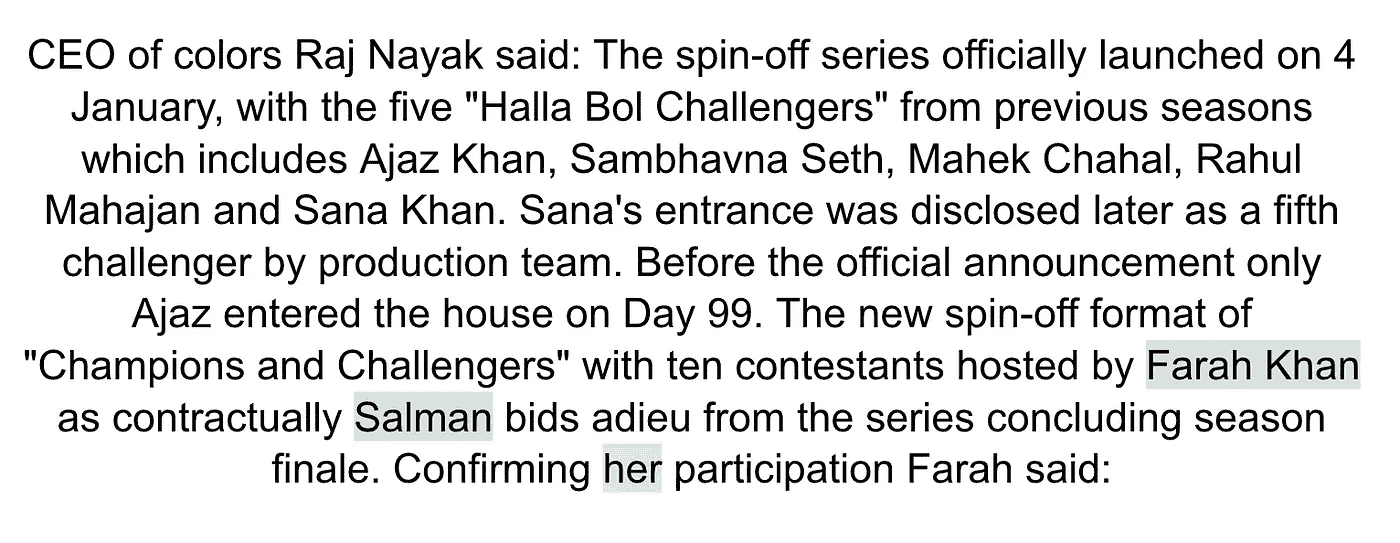 CEO of colors Raj Nayak said: The spin-off series officially launched on 4
January, with the five "Halla Bol Challengers" from previous seasons
which includes Ajaz Khan, Sambhavna Seth, Mahek Chahal, Rahul
Mahajan and Sana Khan. Sana's entrance was disclosed later as a fifth
challenger by production team. Before the official announcement only
Ajaz entered the house on Day 99. The new spin-off format of
"Champions and Challengers" with ten contestants hosted by Farah Khan
as contractually Salman bids adieu from the series concluding season
finale. Confirming her participation Farah said: